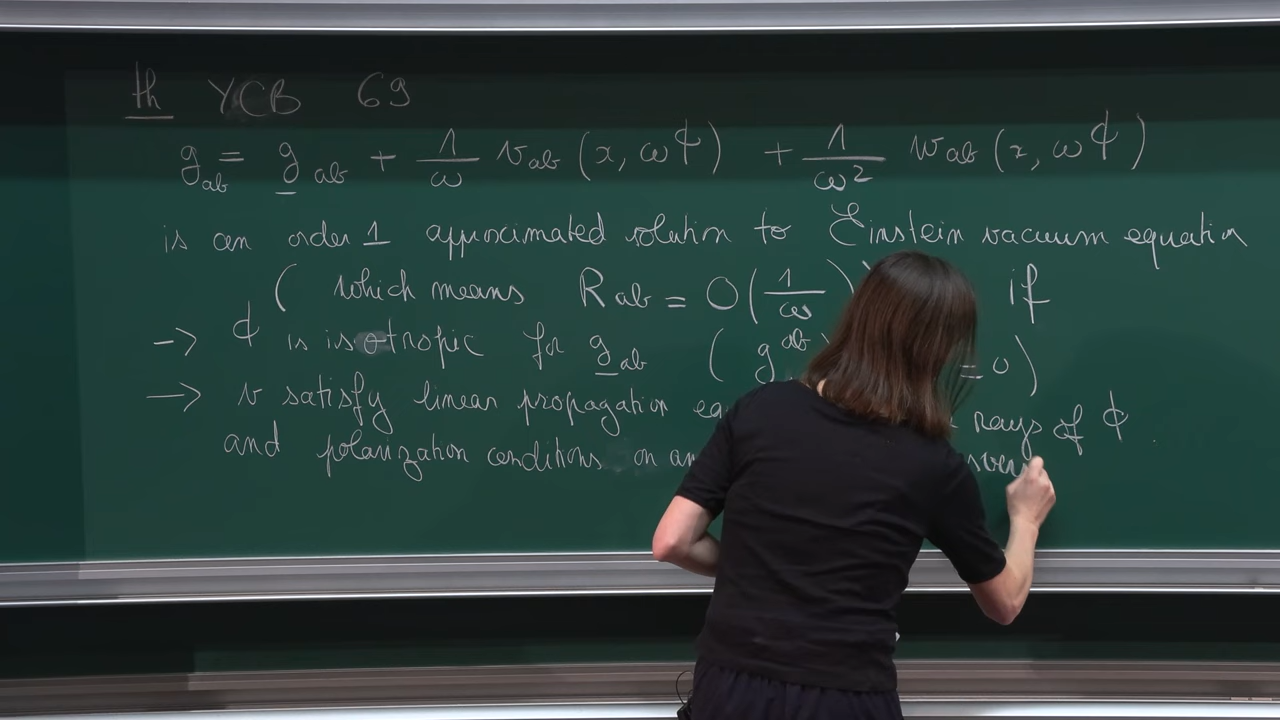 th YCB 69
g_ab = g_ab + 1/ω v_ab (x, ωϕ) + 1/ω² w_ab (x, ωϕ)
is an order 1 approximated solution to Einstein vacuum equation
( which means R_ab = O(1/ω) if
→ ϕ is isotropic for g_ab ( g^ab = 0 )
→ v satisfy linear propagation rays of ϕ.
and polarization conditions on